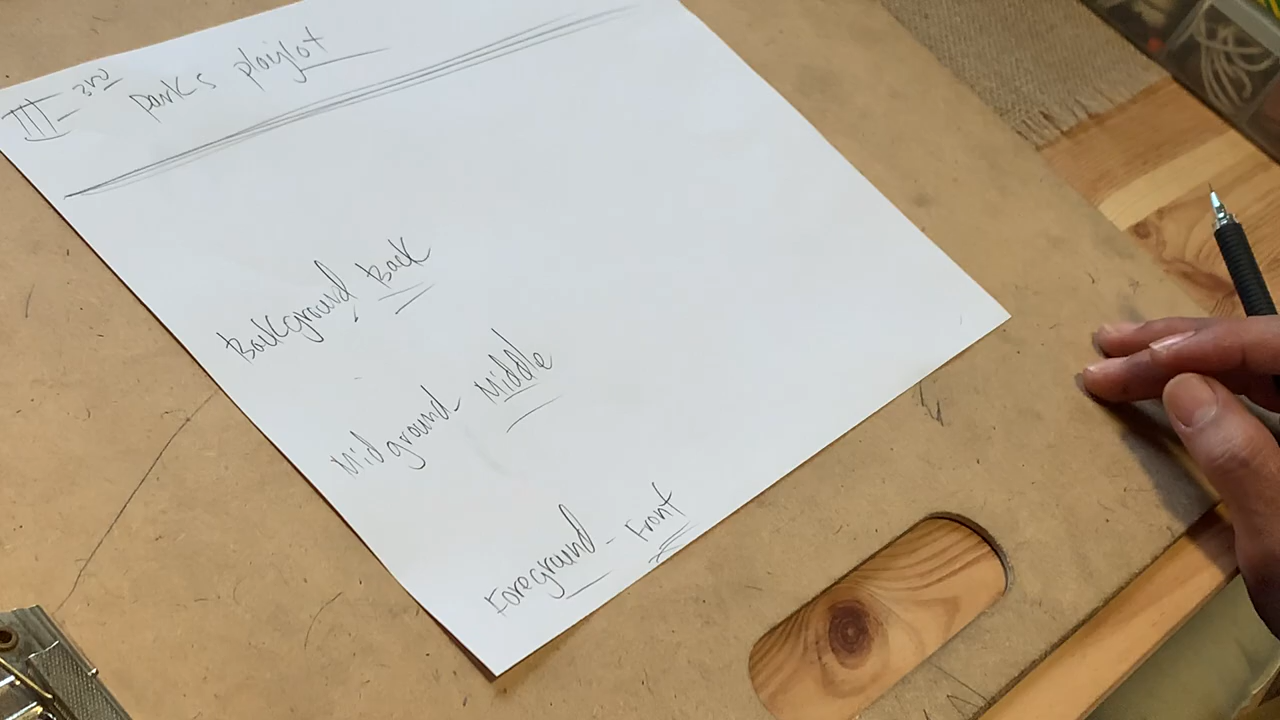 III- 3rd Parks playlot
Background, Back
Midground- Middle
Foreground - Front